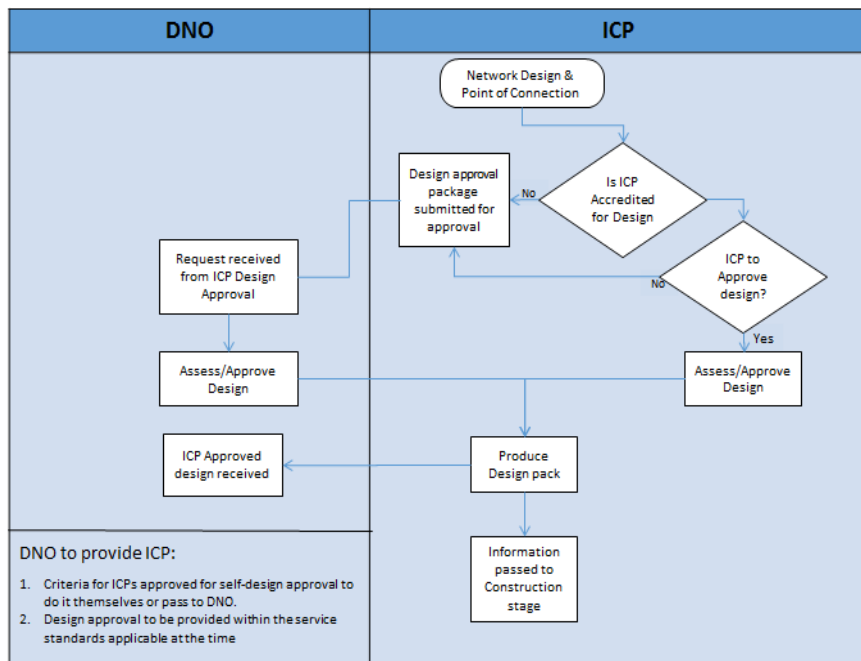 DNO
ICP
Network Design &
Point of Connection
Is ICP
Accredited
for Design
No
Design approval
package
submitted for
approval
Request received
from ICP Design
Approval
ICP to
Approve
design?
No
Yes
Assess/Approve
Design
Assess/Approve
Design
Produce
Design pack
ICP Approved
design received
Information
passed to
Construction
stage
DNO to provide ICP:
1. Criteria for ICPs approved for self-design approval to
do it themselves or pass to DNO.
2. Design approval to be provided within the service
standards applicable at the time